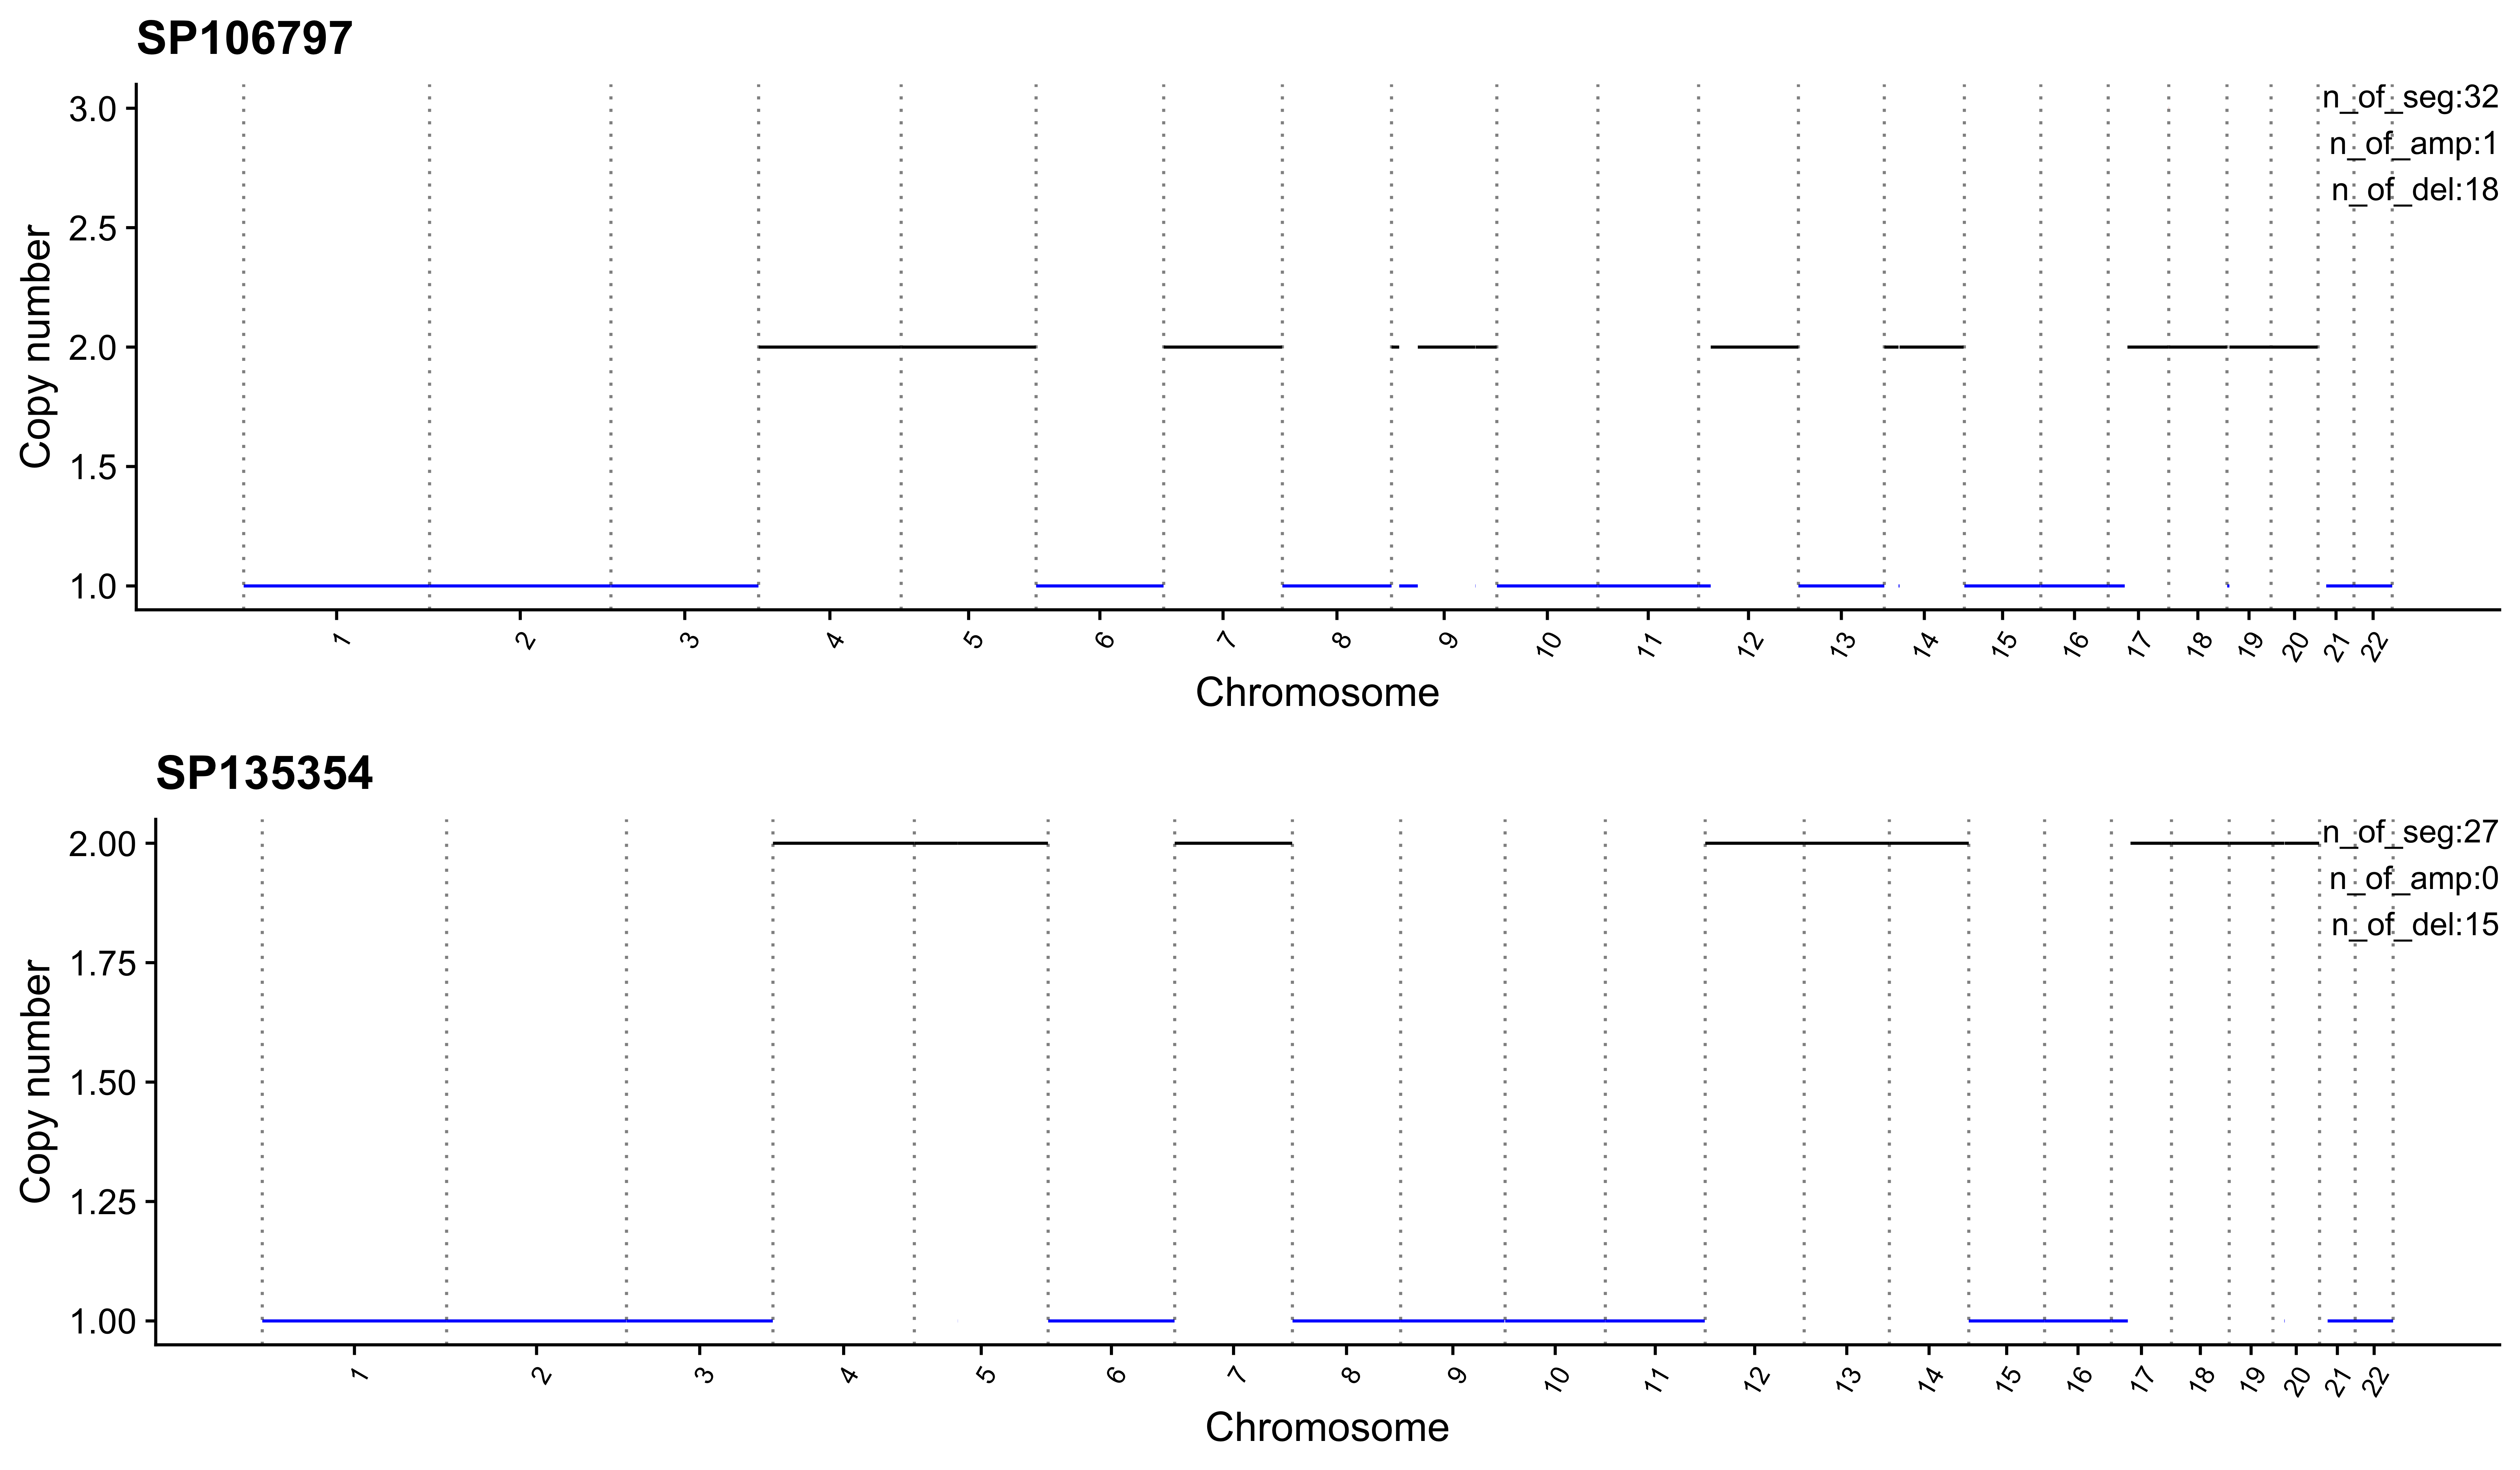 SP106797
n_of_seg:32
n_of_amp:1
n_of_del:18
3.0
2.5
2.0
1.5
1.0
Copy number
1 2 3 4 5 6 7 8 9 10 11 12 13 14 15 16 17 18 19 20 21 22
Chromosome
SP135354
n_of_seg:27
n_of_amp:0
n_of_del:15
2.00
1.75
1.50
1.25
1.00
Copy number
1 2 3 4 5 6 7 8 9 10 11 12 13 14 15 16 17 18 19 20 21 22
Chromosome